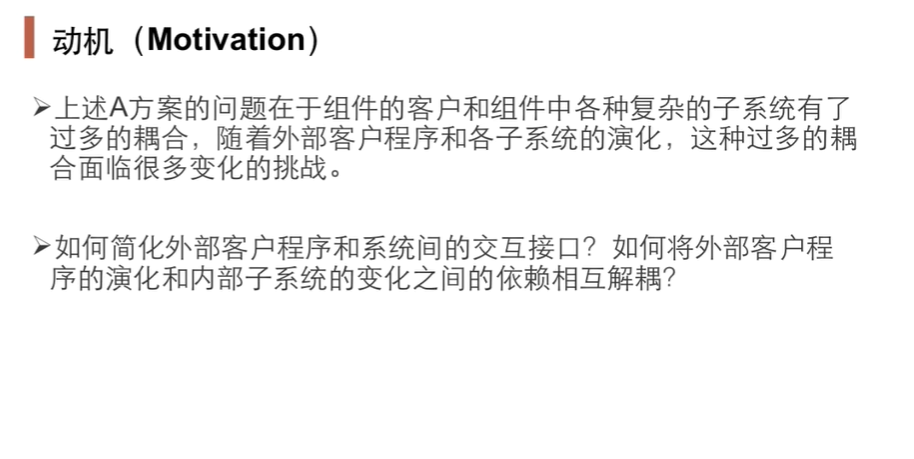 动机（Motivation）
➢上述A方案的问题在于组件的客户和组件中各种复杂的子系统有了
过多的耦合，随着外部客户程序和各子系统的演化，这种过多的耦
合面临很多变化的挑战。
➢如何简化外部客户程序和系统间的交互接口？如何将外部客户程
序的演化和内部子系统的变化之间的依赖相互解耦？